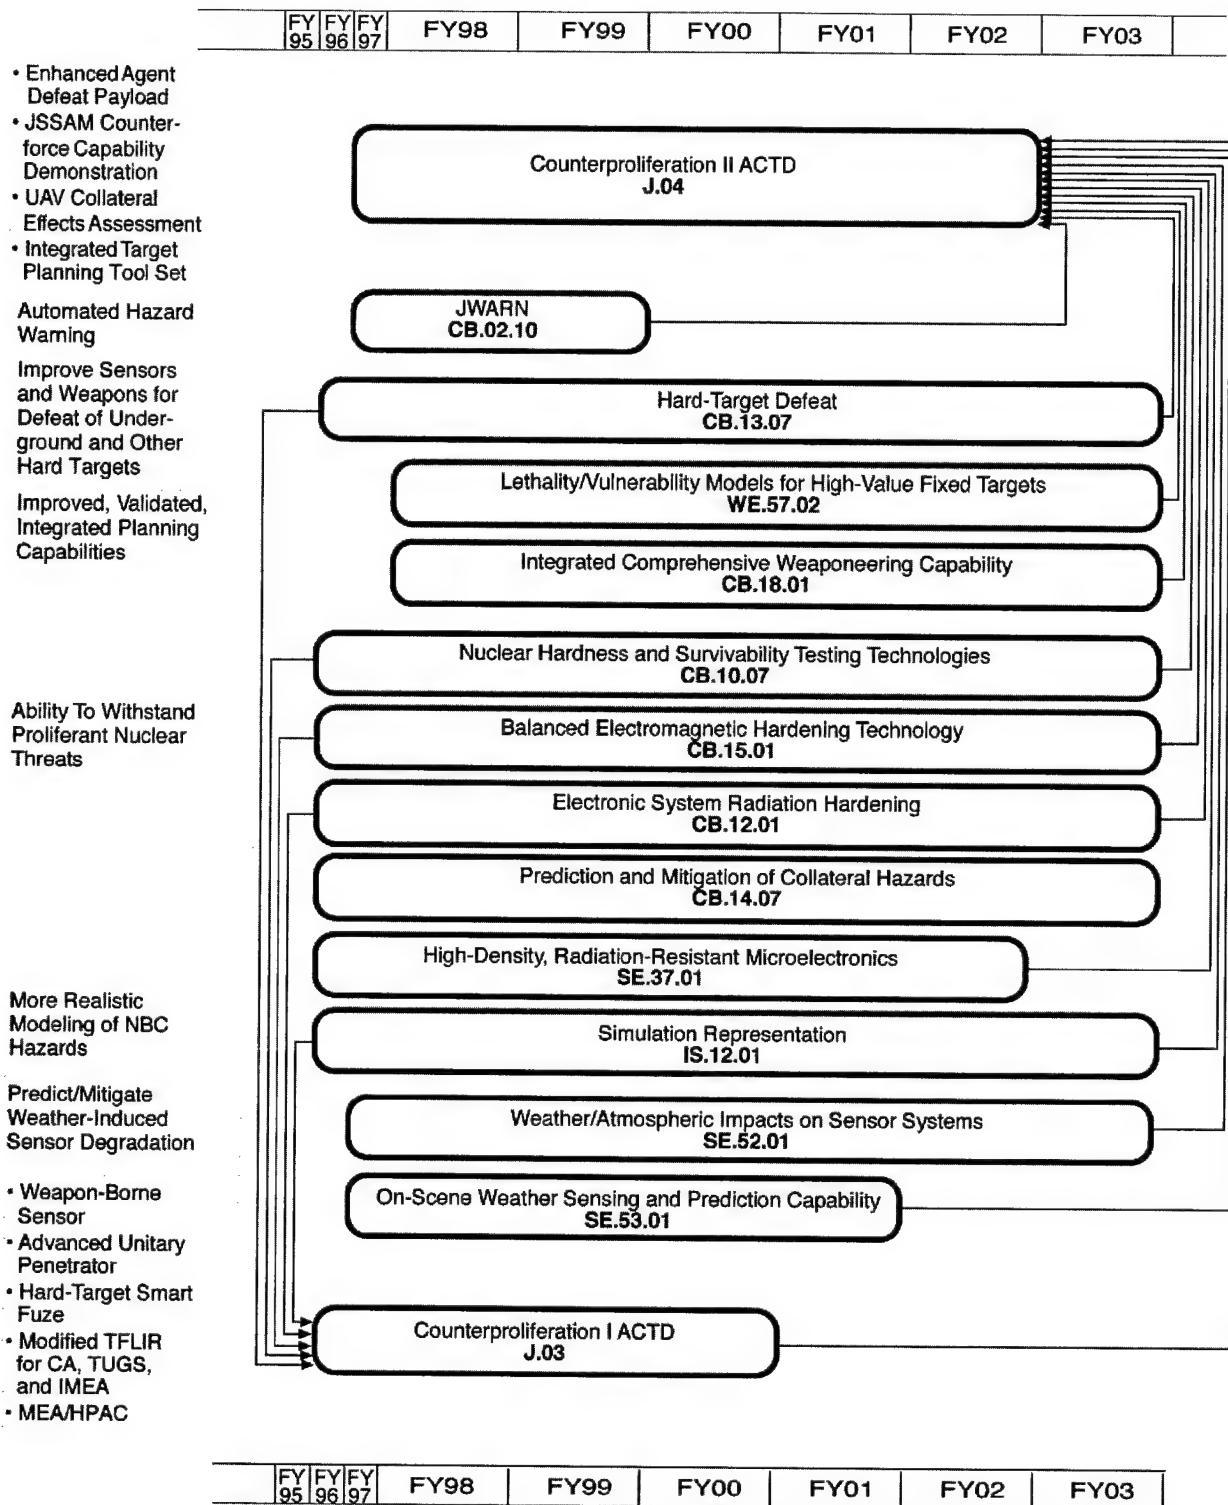 FY 95 FY 96 FY 97 FY98 FY99 FY00 FY01 FY02 FY03
• Enhanced Agent
Defeat Payload
• JSSAM Counter-
force Capability
Demonstration
• UAV Collateral
Effects Assessment
• Integrated Target
Planning Tool Set
Counterproliferation II ACTD
J.04
Automated Hazard
Warning
JWARN
CB.02.10
Improve Sensors
and Weapons for
Defeat of Under-
ground and Other
Hard Targets
Hard-Target Defeat
CB.13.07
Improved, Validated,
Integrated Planning
Capabilities
Lethality/Vulnerability Models for High-Value Fixed Targets
WE.57.02
Integrated Comprehensive Weaponeering Capability
CB.18.01
Nuclear Hardness and Survivability Testing Technologies
CB.10.07
Ability To Withstand
Proliferant Nuclear
Threats
Balanced Electromagnetic Hardening Technology
CB.15.01
Electronic System Radiation Hardening
CB.12.01
Prediction and Mitigation of Collateral Hazards
CB.14.07
High-Density, Radiation-Resistant Microelectronics
SE.37.01
More Realistic
Modeling of NBC
Hazards
Simulation Representation
IS.12.01
Predict/Mitigate
Weather-Induced
Sensor Degradation
Weather/Atmospheric Impacts on Sensor Systems
SE.52.01
On-Scene Weather Sensing and Prediction Capability
SE.53.01
• Weapon-Borne
Sensor
• Advanced Unitary
Penetrator
• Hard-Target Smart
Fuze
• Modified TFLIR
for CA, TUGS,
and IMEA
• MEA/HPAC
Counterproliferation I ACTD
J.03
FY 95 FY 96 FY 97 FY98 FY99 FY00 FY01 FY02 FY03